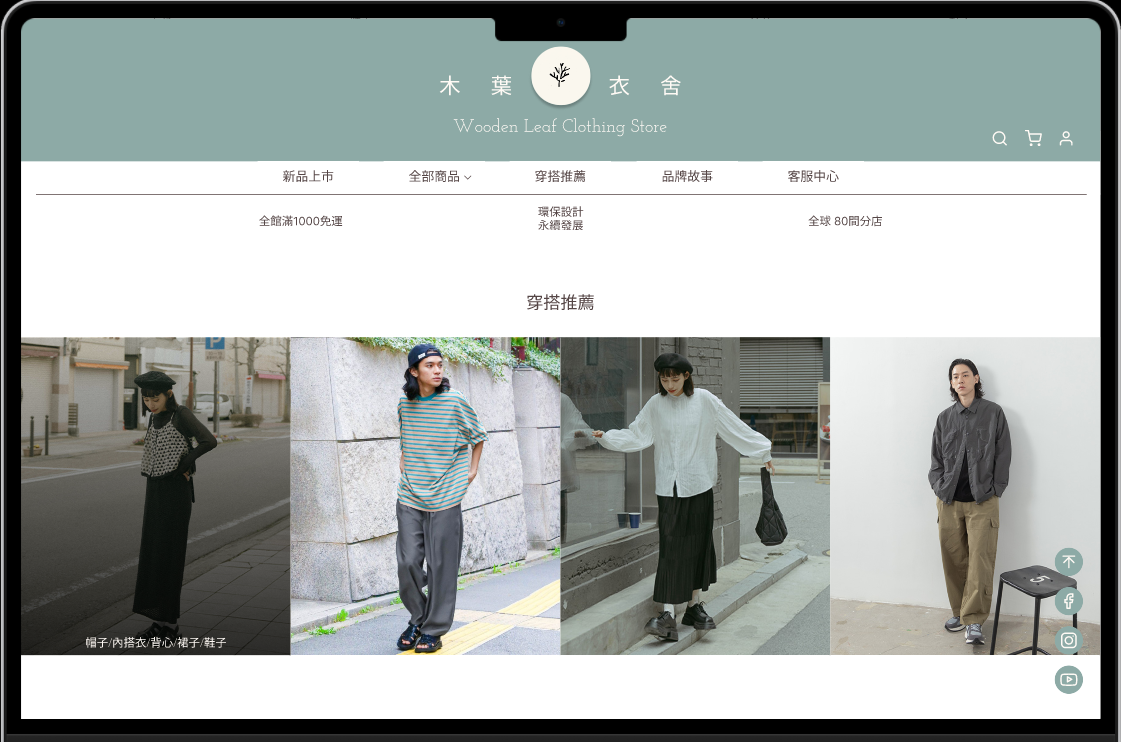 木葉衣舍
Wooden Leaf Clothing Store
新品上市
全部商品
穿搭推薦
品牌故事
客服中心
全館滿1000免運
環保設計
永續發展
全球 80間分店
穿搭推薦
P
5
帽子/內搭衣/背心/裙子/鞋子